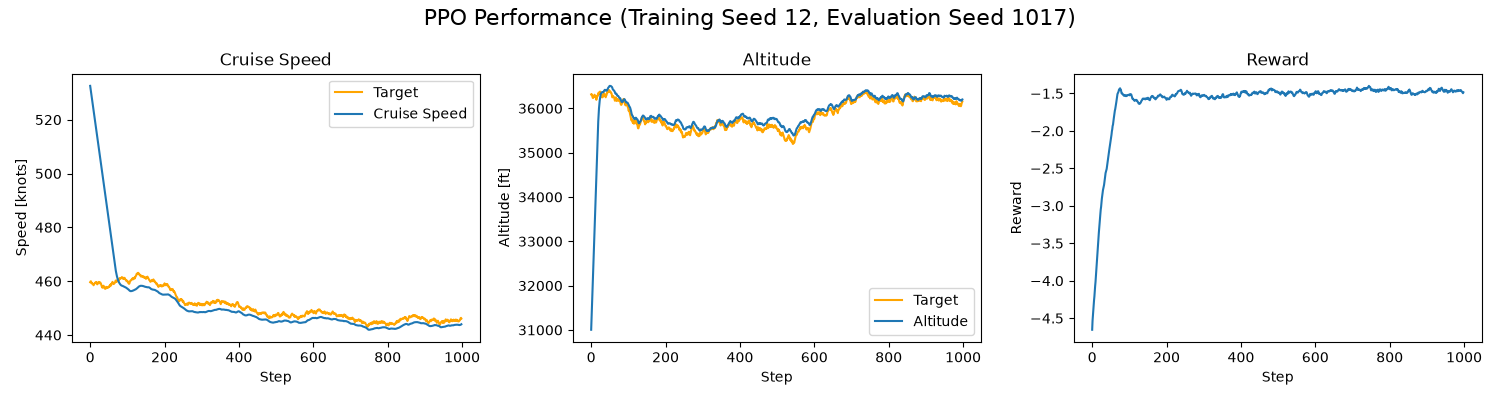 PPO Performance (Training Seed 12, Evaluation Seed 1017)
Cruise Speed
Target
Cruise Speed
520
500
480
460
440
Speed [knots]
0 200 400 600 800 1000
Step
Altitude
36000
35000
34000
33000
32000
31000
Altitude [ft]
Target
Altitude
0 200 400 600 800 1000
Step
Reward
−1.5
−2.0
−2.5
−3.0
−3.5
−4.0
−4.5
Reward
0 200 400 600 800 1000
Step